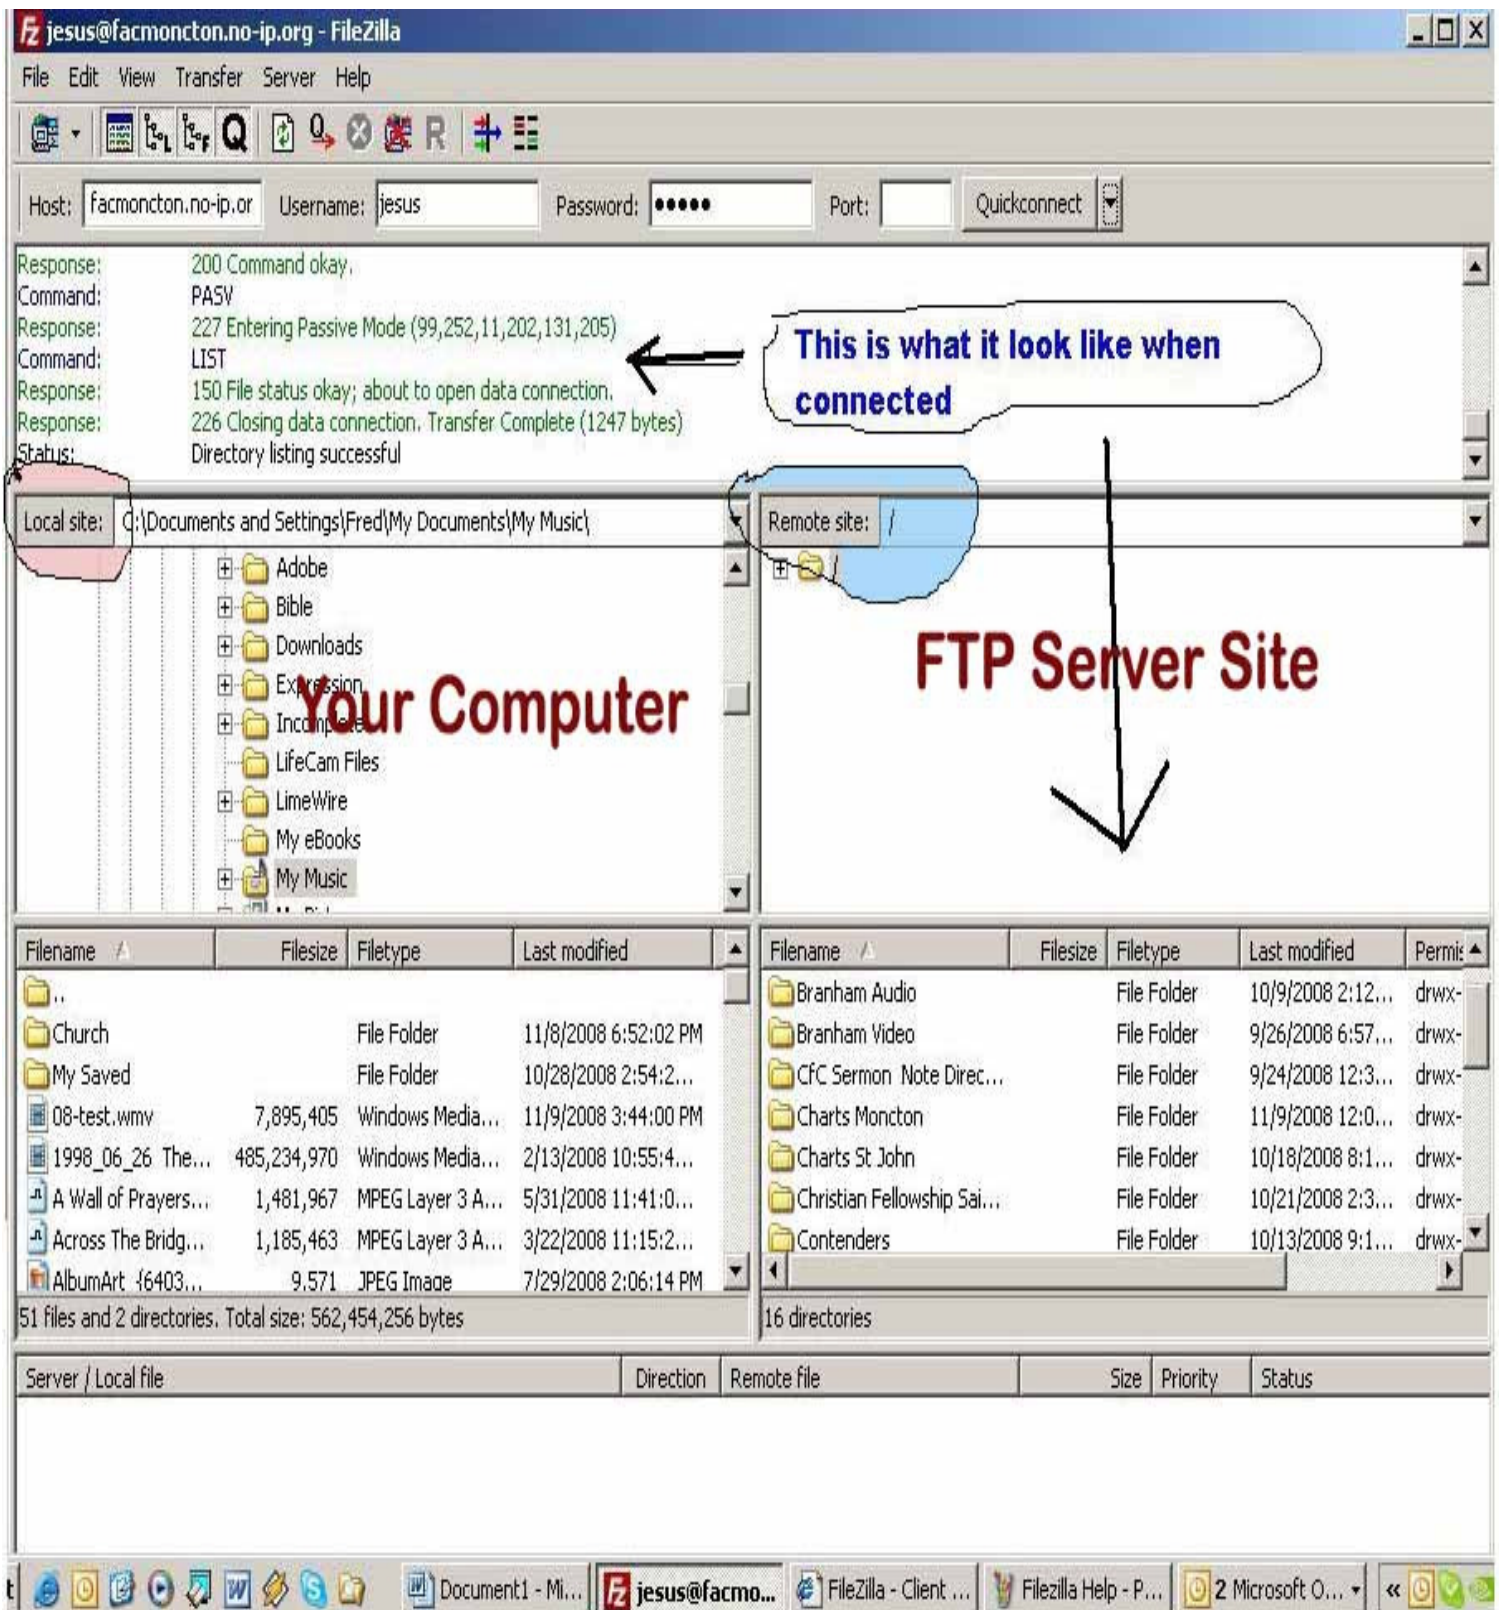 jesus@facmoncton.no-ip.org - FileZilla
File Edit View Transfer Server Help
Host: facmoncton.no-ip.or Username: jesus Password: ●●●●● Port: Quickconnect
Response: 200 Command okay.
Command: PASV
Response: 227 Entering Passive Mode (99,252,11,202,131,205)
Command: LIST
Response: 150 File status okay; about to open data connection.
Response: 226 Closing data connection. Transfer Complete (1247 bytes)
Status: Directory listing successful
This is what it look like when
connected
Local site: C:\Documents and Settings\Fred\My Documents\My Music\
Adobe
Bible
Downloads
Expression
Incomplete
LifeCam Files
LimeWire
My eBooks
My Music
Your Computer
Remote site: /
/
FTP Server Site
Filename Filesize Filetype Last modified
..
Church File Folder 11/8/2008 6:52:02 PM
My Saved File Folder 10/28/2008 2:54:2...
08-test.wmv 7,895,405 Windows Media... 11/9/2008 3:44:00 PM
1998_06_26 The... 485,234,970 Windows Media... 2/13/2008 10:55:4...
A Wall of Prayers... 1,481,967 MPEG Layer 3 A... 5/31/2008 11:41:0...
Across The Bridg... 1,185,463 MPEG Layer 3 A... 3/22/2008 11:15:2...
AlbumArt_{6403... 9,571 JPEG Image 7/29/2008 2:06:14 PM
51 files and 2 directories. Total size: 562,454,256 bytes
Filename Filesize Filetype Last modified Permis
Branham Audio File Folder 10/9/2008 2:12... drwx-
Branham Video File Folder 9/26/2008 6:57... drwx-
CfC Sermon Note Direc... File Folder 9/24/2008 12:3... drwx-
Charts Moncton File Folder 11/9/2008 12:0... drwx-
Charts St John File Folder 10/18/2008 8:1... drwx-
Christian Fellowship Sai... File Folder 10/21/2008 2:3... drwx-
Contenders File Folder 10/13/2008 9:1... drwx-
16 directories
Server / Local file Direction Remote file Size Priority Status
t Document1 - Mi... jesus@facmo... FileZilla - Client ... Filezilla Help - P... 2 Microsoft O... «